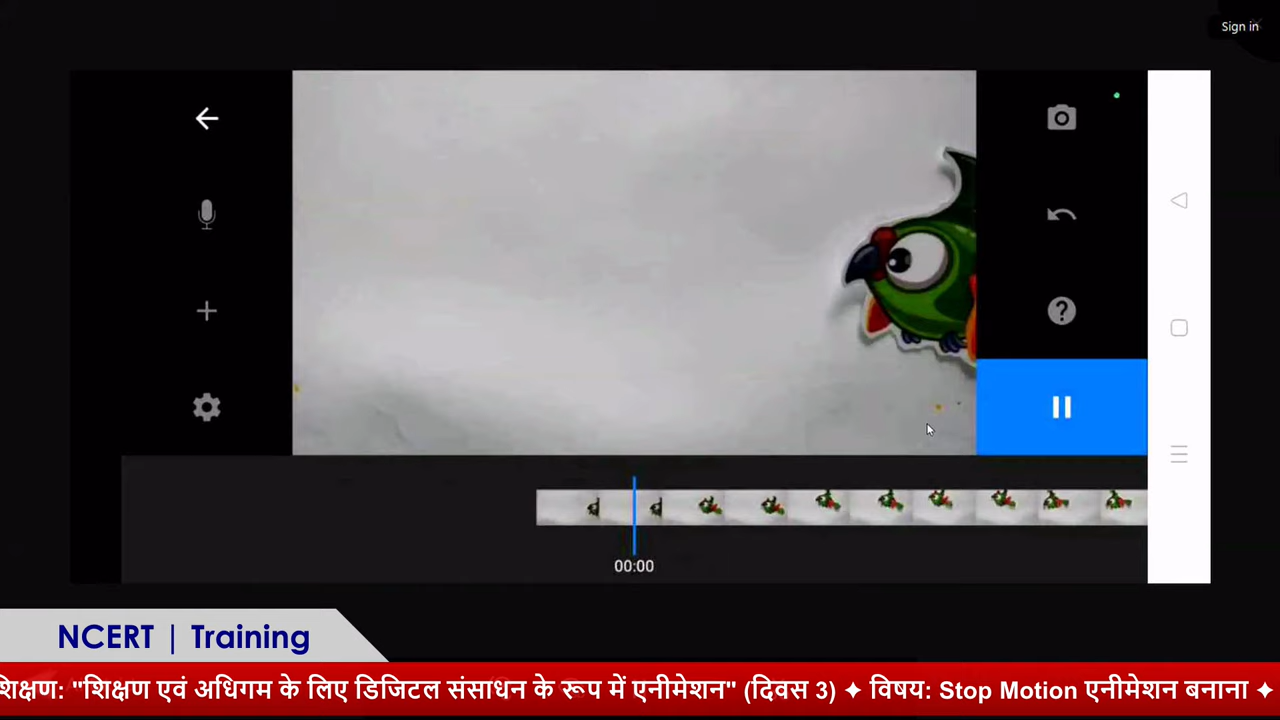 Sign in
00:00
NCERT | Training
शिक्षण: "शिक्षण एवं अधिगम के लिए डिजिटल संसाधन के रूप में एनीमेशन" (दिवस 3) ✦ विषय: Stop Motion एनीमेशन बनाना ✦